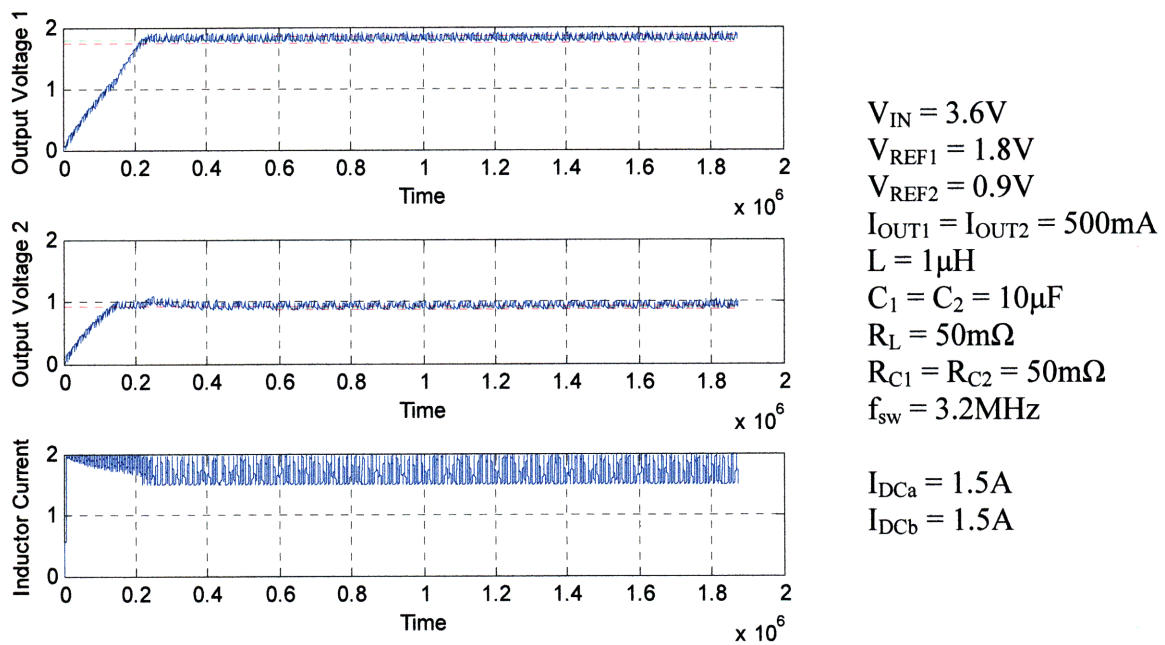 Output Voltage 1
2
1
0
0 0.2 0.4 0.6 0.8 1 1.2 1.4 1.6 1.8 2
Time
x 10⁶
Output Voltage 2
2
1
0
0 0.2 0.4 0.6 0.8 1 1.2 1.4 1.6 1.8 2
Time
x 10⁶
Inductor Current
2
1
0
0 0.2 0.4 0.6 0.8 1 1.2 1.4 1.6 1.8 2
Time
x 10⁶
V_IN = 3.6V
V_REF1 = 1.8V
V_REF2 = 0.9V
I_OUT1 = I_OUT2 = 500mA
L = 1μH
C₁ = C₂ = 10μF
R_L = 50mΩ
R_C1 = R_C2 = 50mΩ
f_sw = 3.2MHz
I_DCa = 1.5A
I_DCb = 1.5A